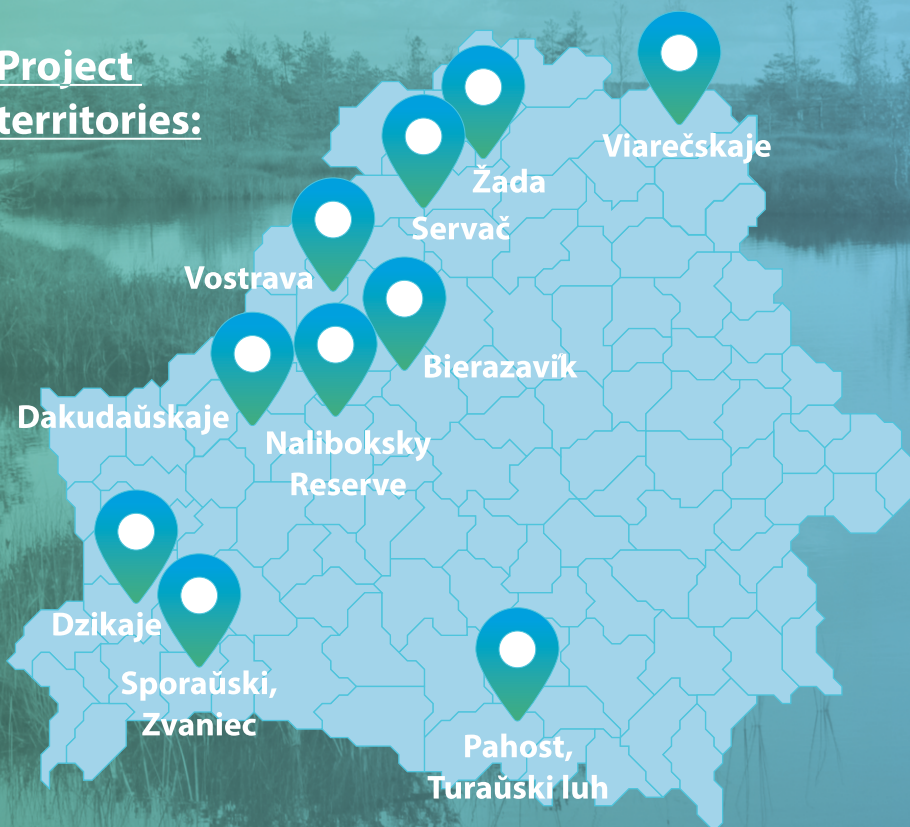 Project
territories:
Viarečskaje
Žada
Servač
Vostrava
Bierazavik
Dakudaŭskaje
Naliboksky
Reserve
Dzikaje
Sporaŭski,
Zvaniec
Pahost,
Turaŭski luh